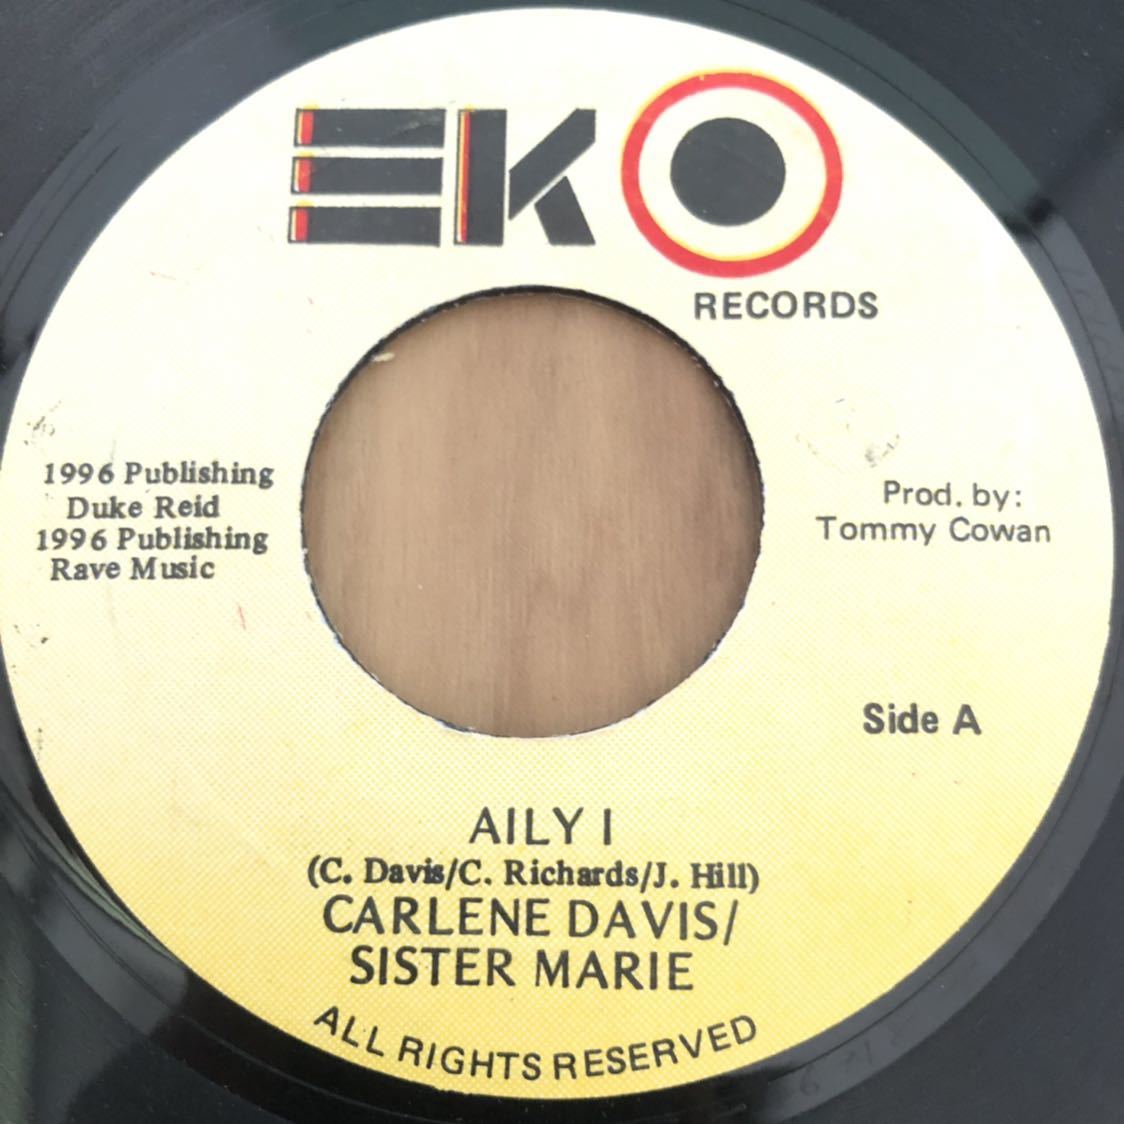 EKO
RECORDS
1996 Publishing
Duke Reid
1996 Publishing
Rave Music
Prod. by:
Tommy Cowan
Side A
AILY I
(C. Davis/C. Richards/J. Hill)
CARLENE DAVIS/
SISTER MARIE
ALL RIGHTS RESERVED